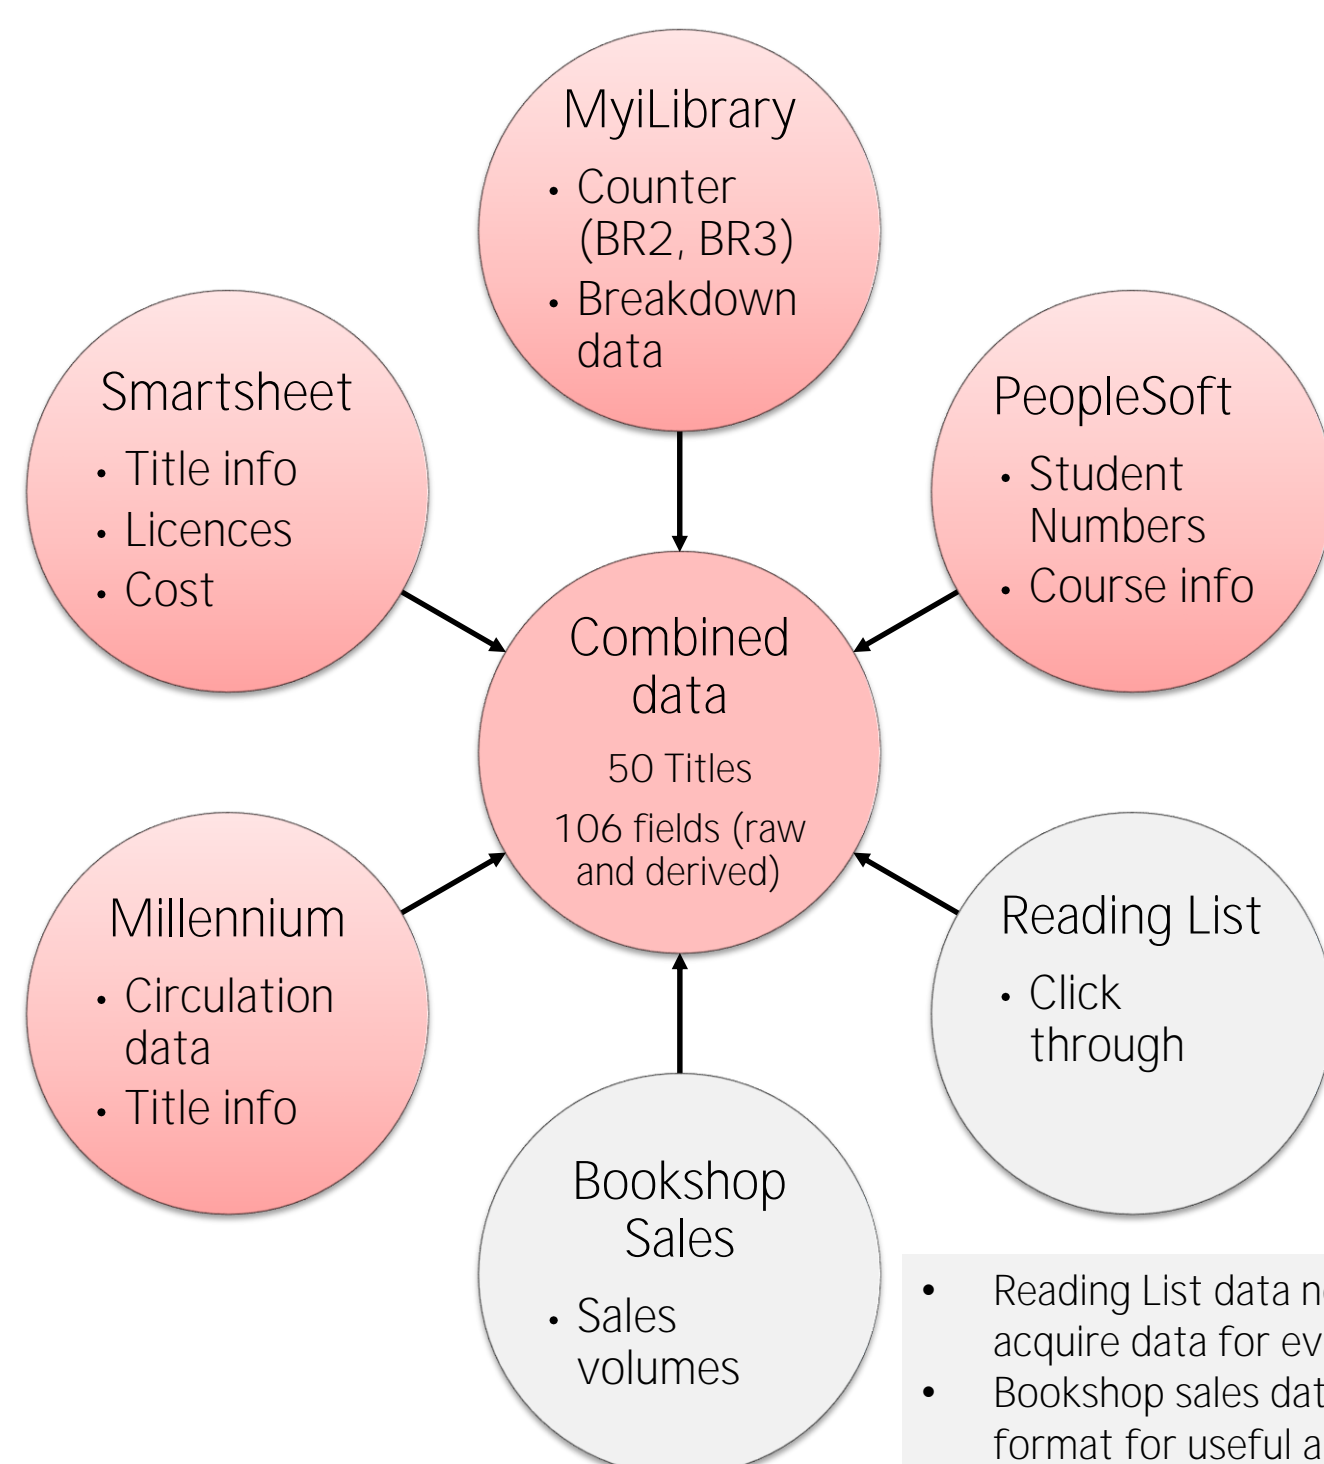 MyiLibrary
• Counter
(BR2, BR3)
• Breakdown
data
Smartsheet
• Title info
• Licences
• Cost
PeopleSoft
• Student
Numbers
• Course info
Combined
data
50 Titles
106 fields (raw
and derived)
Millennium
• Circulation
data
• Title info
Reading List
• Click
through
Bookshop
Sales
• Sales
volumes
• Reading List data
acquire data for
• Bookshop sales
format for useful